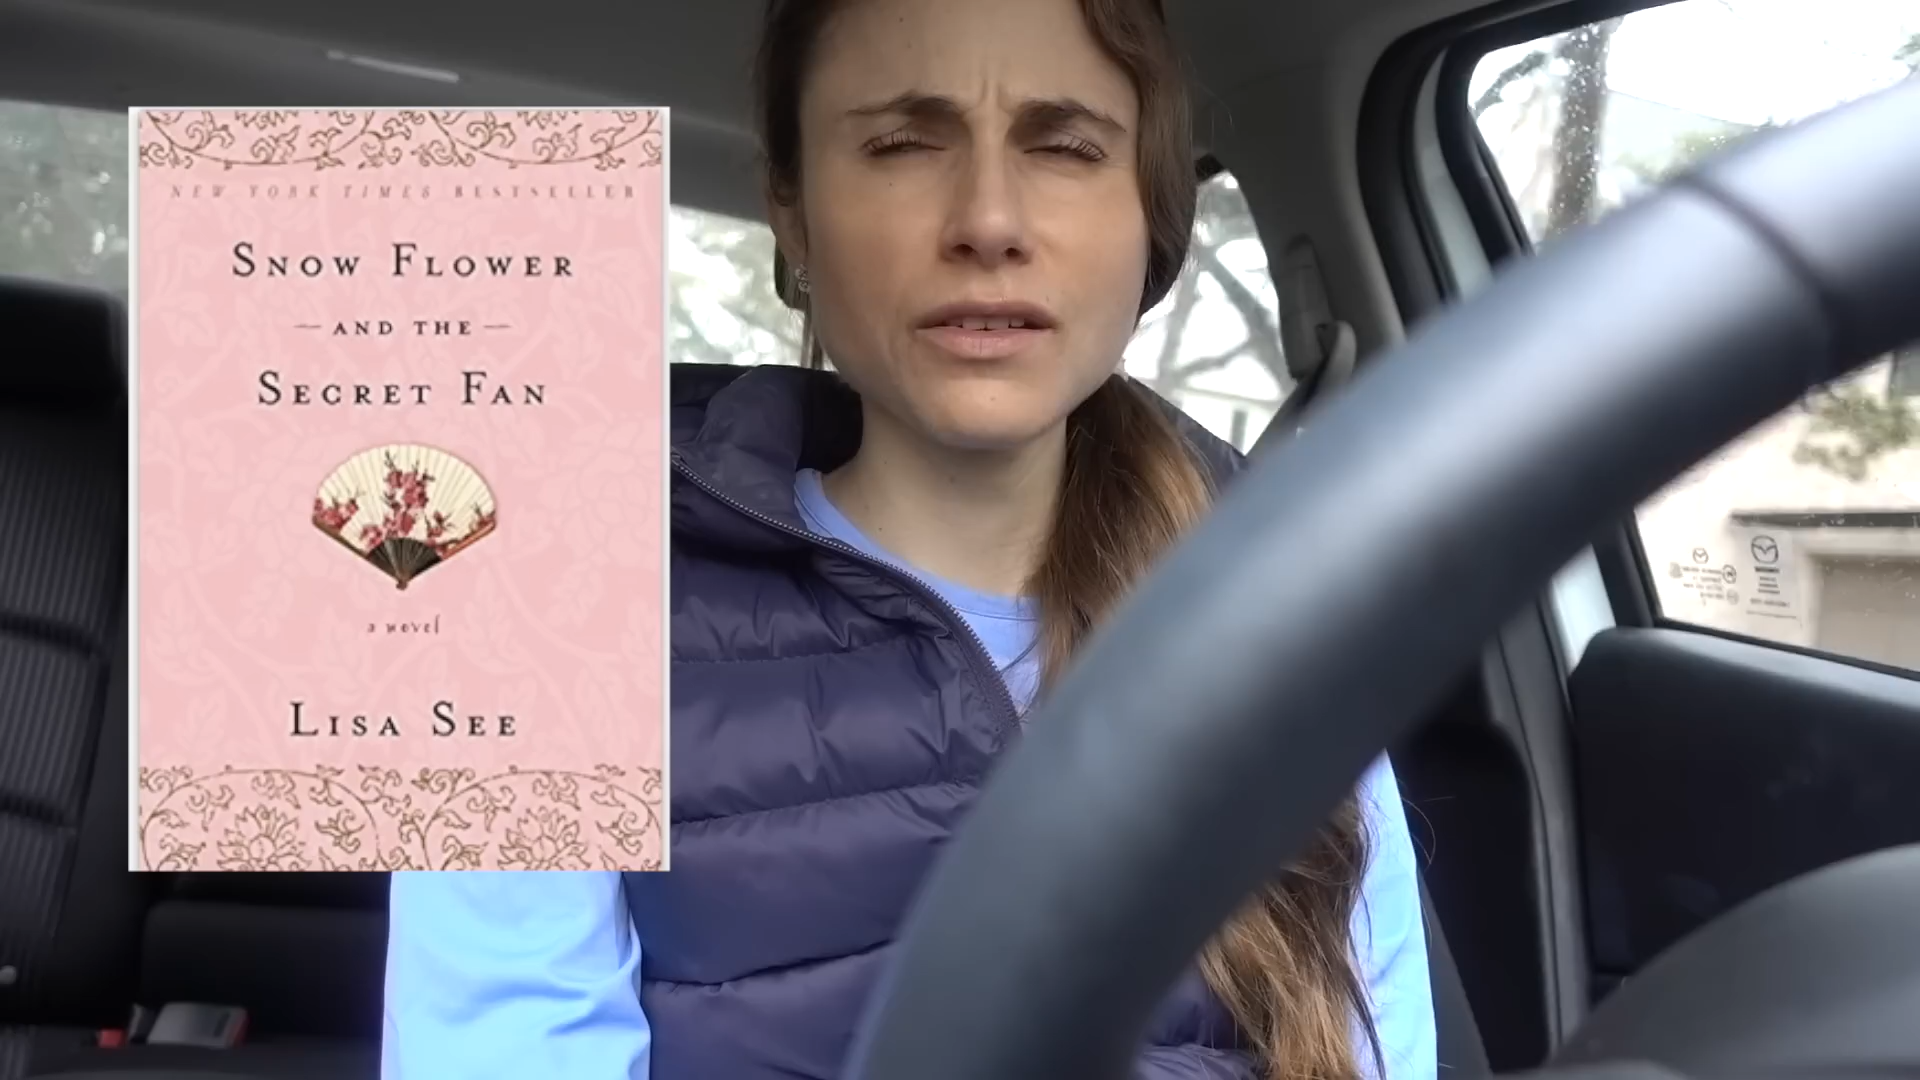 NEW YORK TIMES BESTSELLER
SNOW FLOWER
— AND THE —
SECRET FAN
a novel
LISA SEE